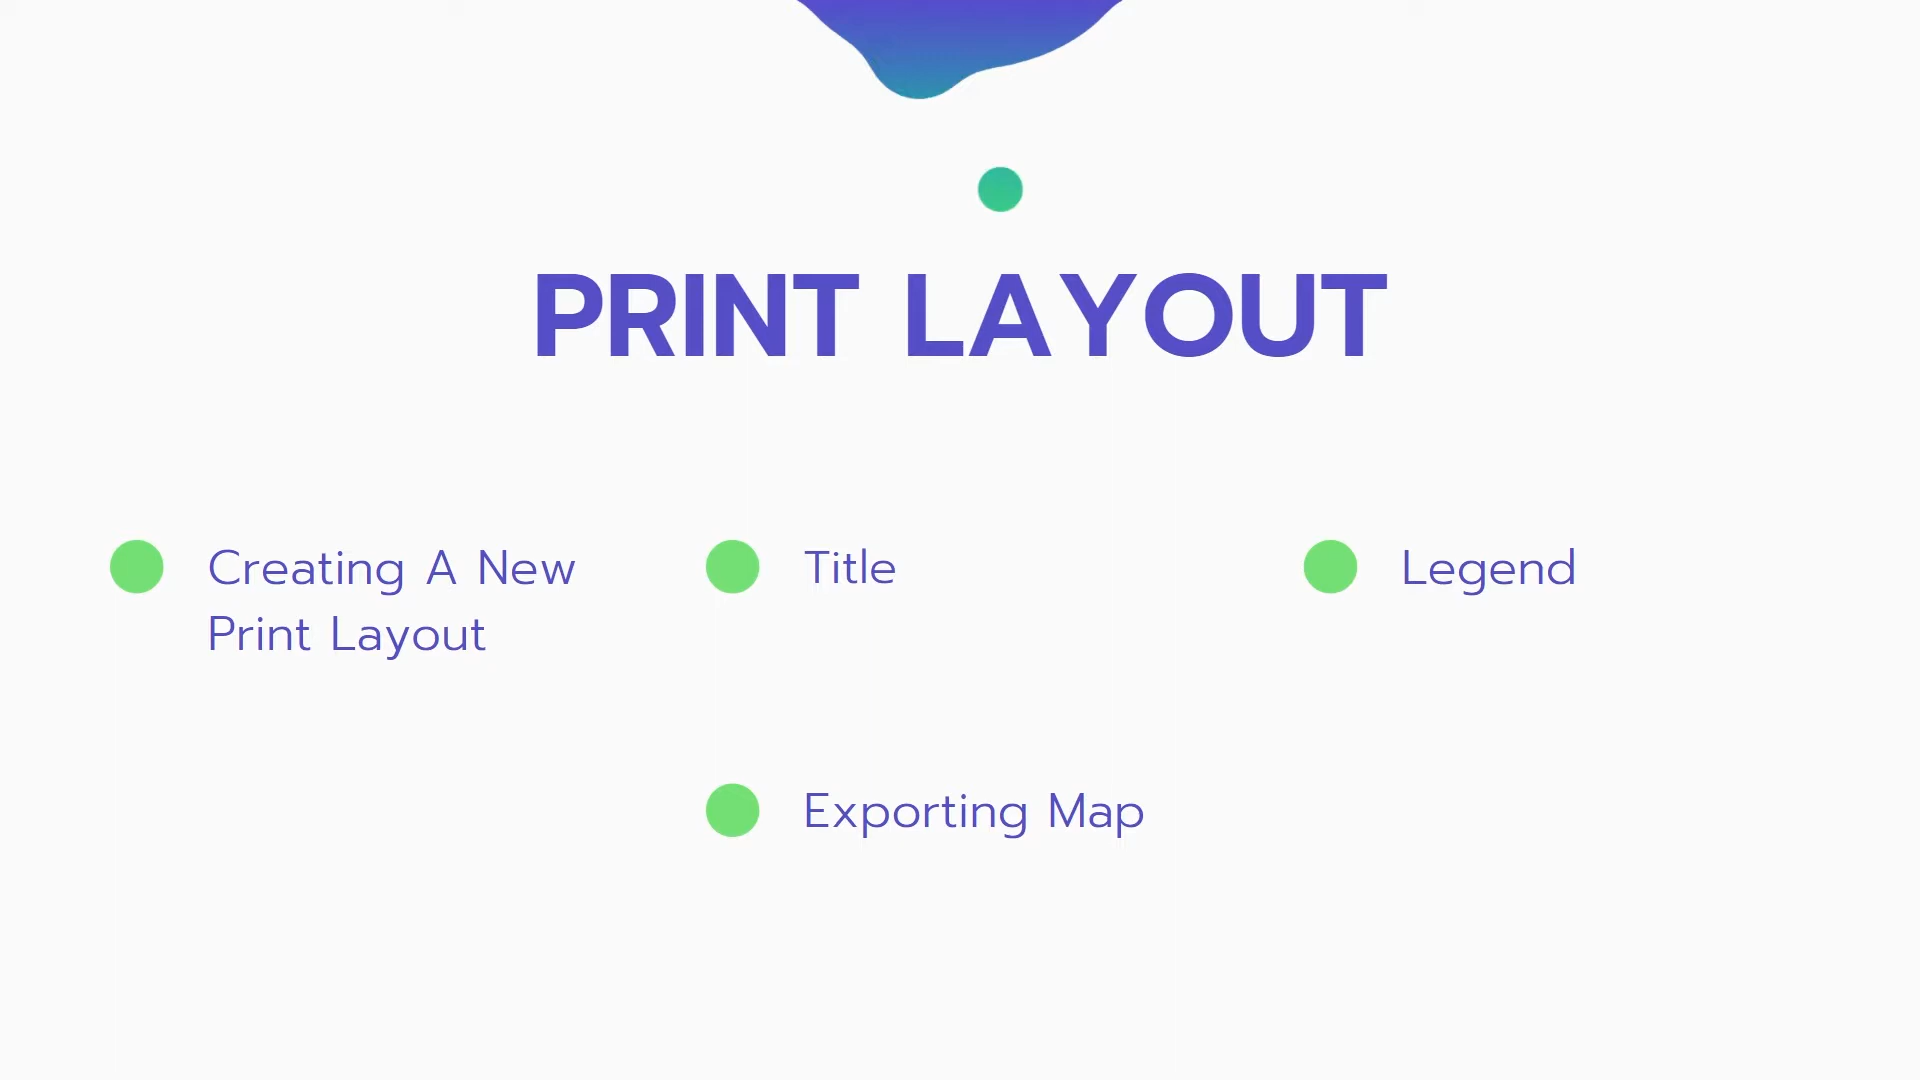 PRINT LAYOUT
Creating A New
Print Layout
Title
Legend
Exporting Map